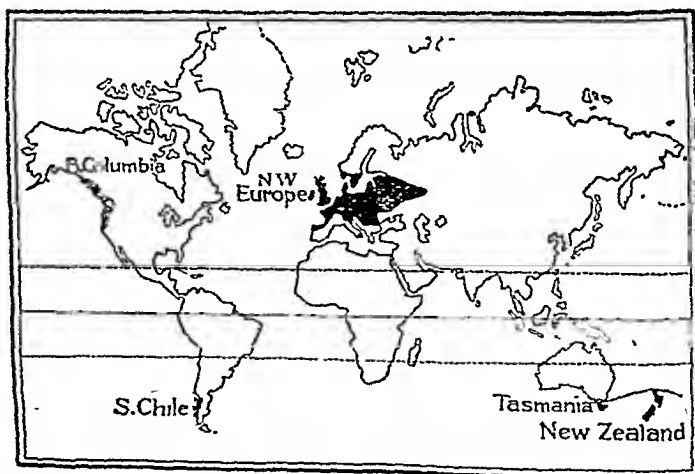 B.Columbia
NW
Europe
S.Chile
Tasmania
New Zealand